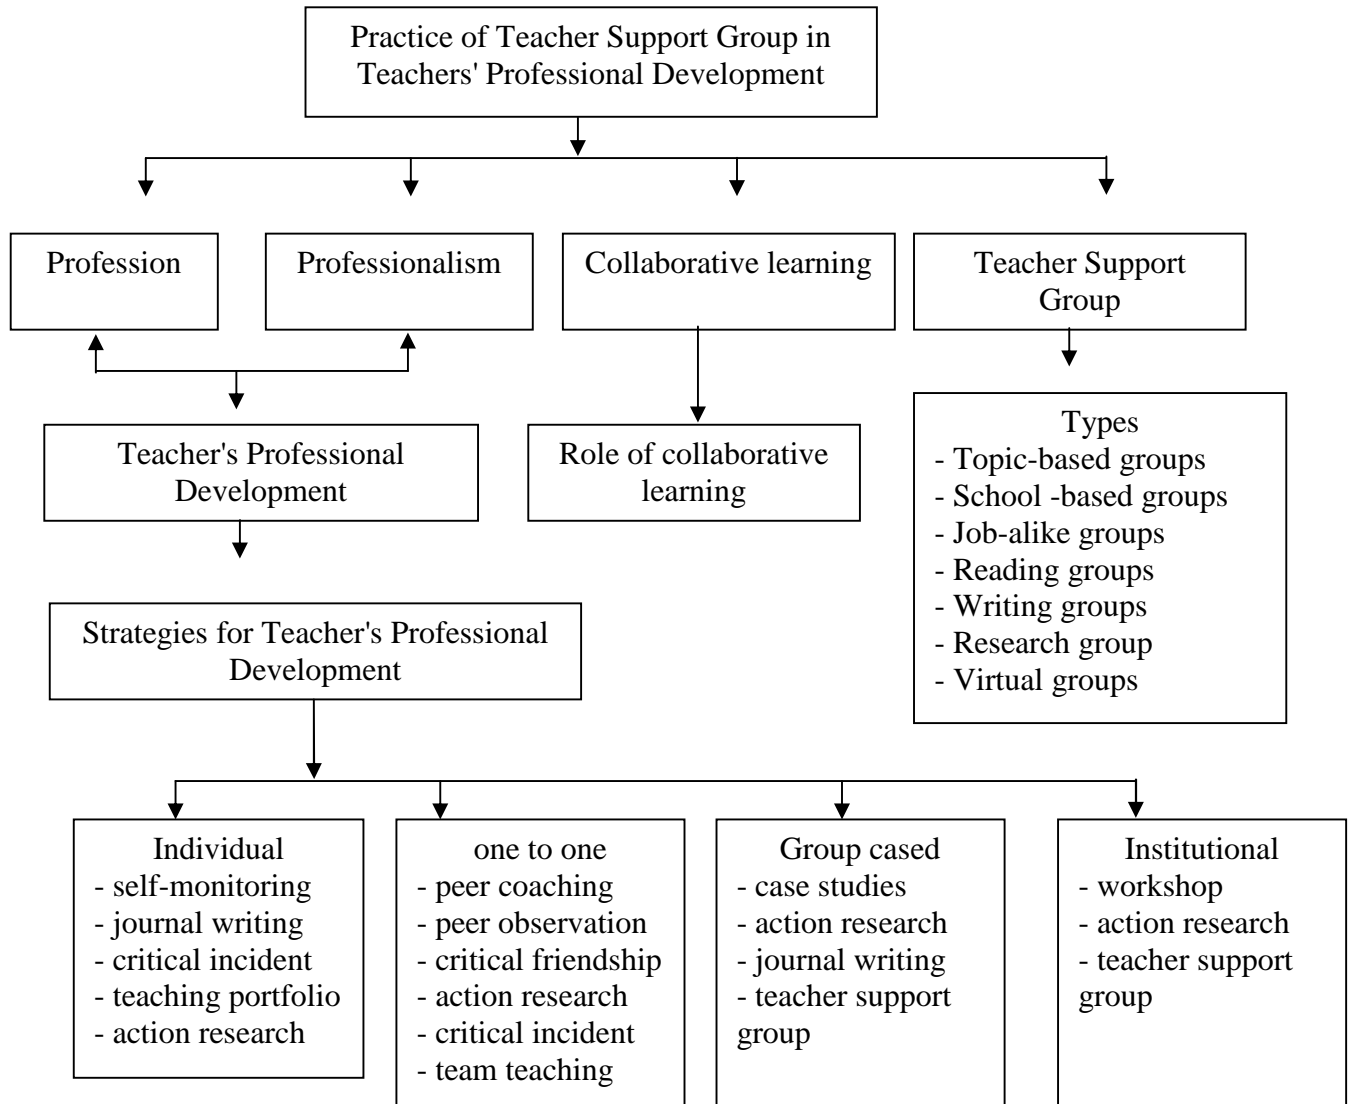 Practice of Teacher Support Group in
Teachers' Professional Development
Profession
Professionalism
Collaborative learning
Teacher Support
Group
Teacher's Professional
Development
Role of collaborative
learning
Types
- Topic-based groups
- School -based groups
- Job-alike groups
- Reading groups
- Writing groups
- Research group
- Virtual groups
Strategies for Teacher's Professional
Development
Individual
- self-monitoring
- journal writing
- critical incident
- teaching portfolio
- action research
one to one
- peer coaching
- peer observation
- critical friendship
- action research
- critical incident
- team teaching
Group cased
- case studies
- action research
- journal writing
- teacher support
group
Institutional
- workshop
- action research
- teacher support
group